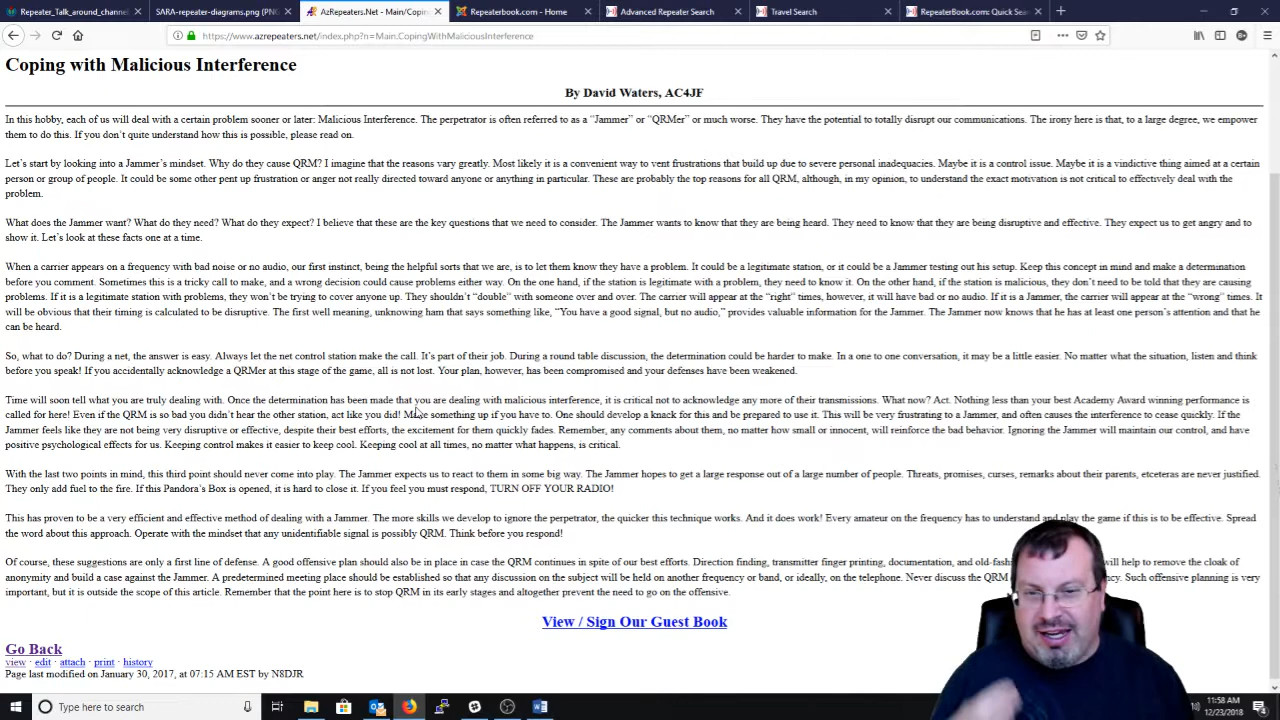 Repeater_Talk_around_channel
SARA-repeater-diagrams.png (PNG
AzRepeaters.Net - Main/Coping
Repeaterbook.com - Home
Advanced Repeater Search
Travel Search
RepeaterBook.com: Quick Sea
https://www.azrepeaters.net/index.php?n=Main.CopingWithMaliciousInterference
Coping with Malicious Interference
By David Waters, AC4JF
In this hobby, each of us will deal with a certain problem sooner or later: Malicious Interference. The perpetrator is often referred to as a “Jammer” or “QRMer” or much worse. They have the potential to totally disrupt our communications. The irony here is that, to a large degree, we empower
them to do this. If you don’t quite understand how this is possible, please read on.
Let’s start by looking into a Jammer’s mindset. Why do they cause QRM? I imagine that the reasons vary greatly. Most likely it is a convenient way to vent frustrations that build up due to severe personal inadequacies. Maybe it is a control issue. Maybe it is a vindictive thing aimed at a certain
person or group of people. It could be some other pent up frustration or anger not really directed toward anyone or anything in particular. These are probably the top reasons for all QRM, although, in my opinion, to understand the exact motivation is not critical to effectively deal with the
problem.
What does the Jammer want? What do they need? What do they expect? I believe that these are the key questions that we need to consider. The Jammer wants to know that they are being heard. They need to know that they are being disruptive and effective. They expect us to get angry and to
show it. Let’s look at these facts one at a time.
When a carrier appears on a frequency with bad noise or no audio, our first instinct, being the helpful sorts that we are, is to let them know they have a problem. It could be a legitimate station, or it could be a Jammer testing out his setup. Keep this concept in mind and make a determination
before you comment. Sometimes this is a tricky call to make, and a wrong decision could cause problems either way. On the one hand, if the station is legitimate with a problem, they need to know it. On the other hand, if the station is malicious, they don’t need to be told that they are causing
problems. If it is a legitimate station with problems, they won’t be trying to cover anyone up. They shouldn’t “double” with someone over and over. The carrier will appear at the “right” times, however, it will have bad or no audio. If it is a Jammer, the carrier will appear at the “wrong” times. It
will be obvious that their timing is calculated to be disruptive. The first well meaning, unknowing ham that says something like, “You have a good signal, but no audio,” provides valuable information for the Jammer. The Jammer now knows that he has at least one person’s attention and that he
can be heard.
So, what to do? During a net, the answer is easy. Always let the net control station make the call. It’s part of their job. During a round table discussion, the determination could be harder to make. In a one to one conversation, it may be a little easier. No matter what the situation, listen and think
before you speak! If you accidentally acknowledge a QRMer at this stage of the game, all is not lost. Your plan, however, has been compromised and your defenses have been weakened.
Time will soon tell what you are truly dealing with. Once the determination has been made that you are dealing with malicious interference, it is critical not to acknowledge any more of their transmissions. What now? Act. Nothing less than your best Academy Award winning performance is
called for here! Even if the QRM is so bad you didn’t hear the other station, act like you did! Make something up if you have to. One should develop a knack for this and be prepared to use it. This will be very frustrating to a Jammer, and often causes the interference to cease quickly. If the
Jammer feels like they are not being very disruptive or effective, despite their best efforts, the excitement for them quickly fades. Remember, any comments about them, no matter how small or innocent, will reinforce the bad behavior. Ignoring the Jammer will maintain our control, and have
positive psychological effects for us. Keeping control makes it easier to keep cool. Keeping cool at all times, no matter what happens, is critical.
With the last two points in mind, this third point should never come into play. The Jammer expects us to react to them in some big way. The Jammer hopes to get a large response out of a large number of people. Threats, promises, curses, remarks about their parents, etceteras are never justified.
They only add fuel to the fire. If this Pandora’s Box is opened, it is hard to close it. If you feel you must respond, TURN OFF YOUR RADIO!
This has proven to be a very efficient and effective method of dealing with a Jammer. The more skills we develop to ignore the perpetrator, the quicker this technique works. And it does work! Every amateur on the frequency has to understand and play the game if this is to be effective. Spread
the word about this approach. Operate with the mindset that any unidentifiable signal is possibly QRM. Think before you respond!
Of course, these suggestions are only a first line of defense. A good offensive plan should also be in place in case the QRM continues in spite of our best efforts. Direction finding, transmitter finger printing, documentation, and old-fash will help to remove the cloak of
anonymity and build a case against the Jammer. A predetermined meeting place should be established so that any discussion on the subject will be held on another frequency or band, or ideally, on the telephone. Never discuss the QRM cy. Such offensive planning is very
important, but it is outside the scope of this article. Remember that the point here is to stop QRM in its early stages and altogether prevent the need to go on the offensive.
View / Sign Our Guest Book
Go Back
view · edit · attach · print · history
Page last modified on January 30, 2017, at 07:15 AM EST by N8DJR
Type here to search
11:58 AM
12/23/2018